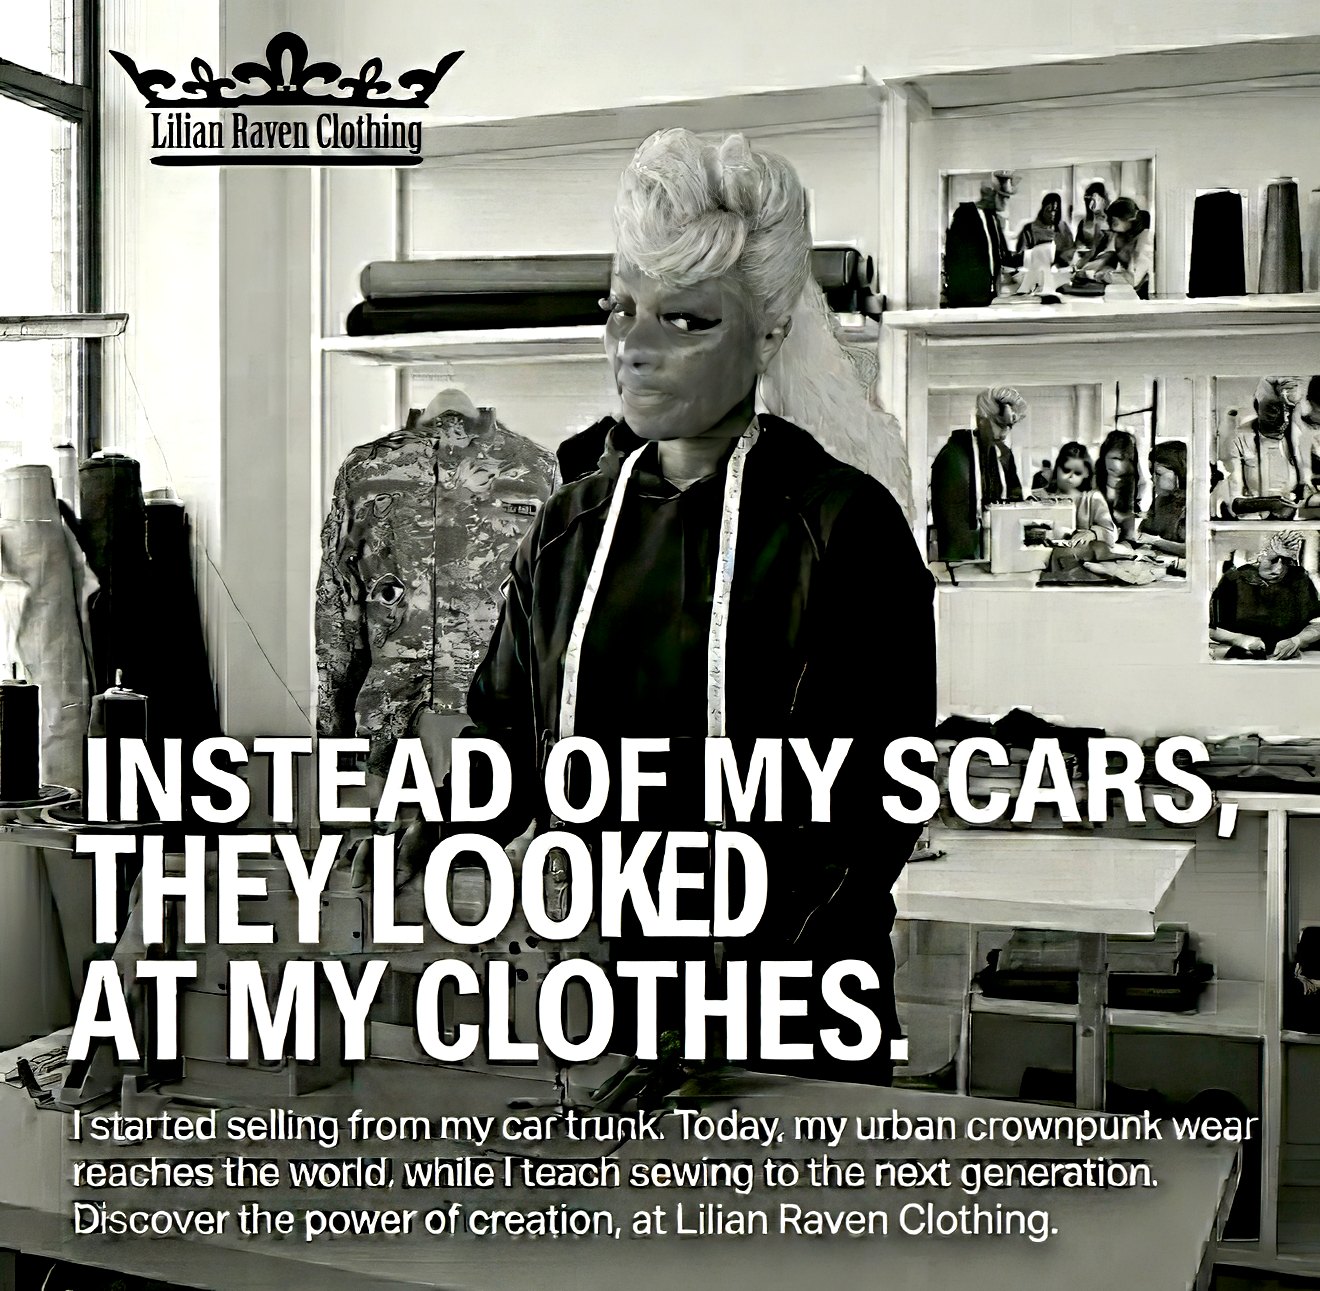 Lilian Raven Clothing
INSTEAD OF MY SCARS,
THEY LOOKED
AT MY CLOTHES.
I started selling from my car trunk. Today, my urban crownpunk wear
reaches the world, while I teach sewing to the next generation.
Discover the power of creation, at Lilian Raven Clothing.